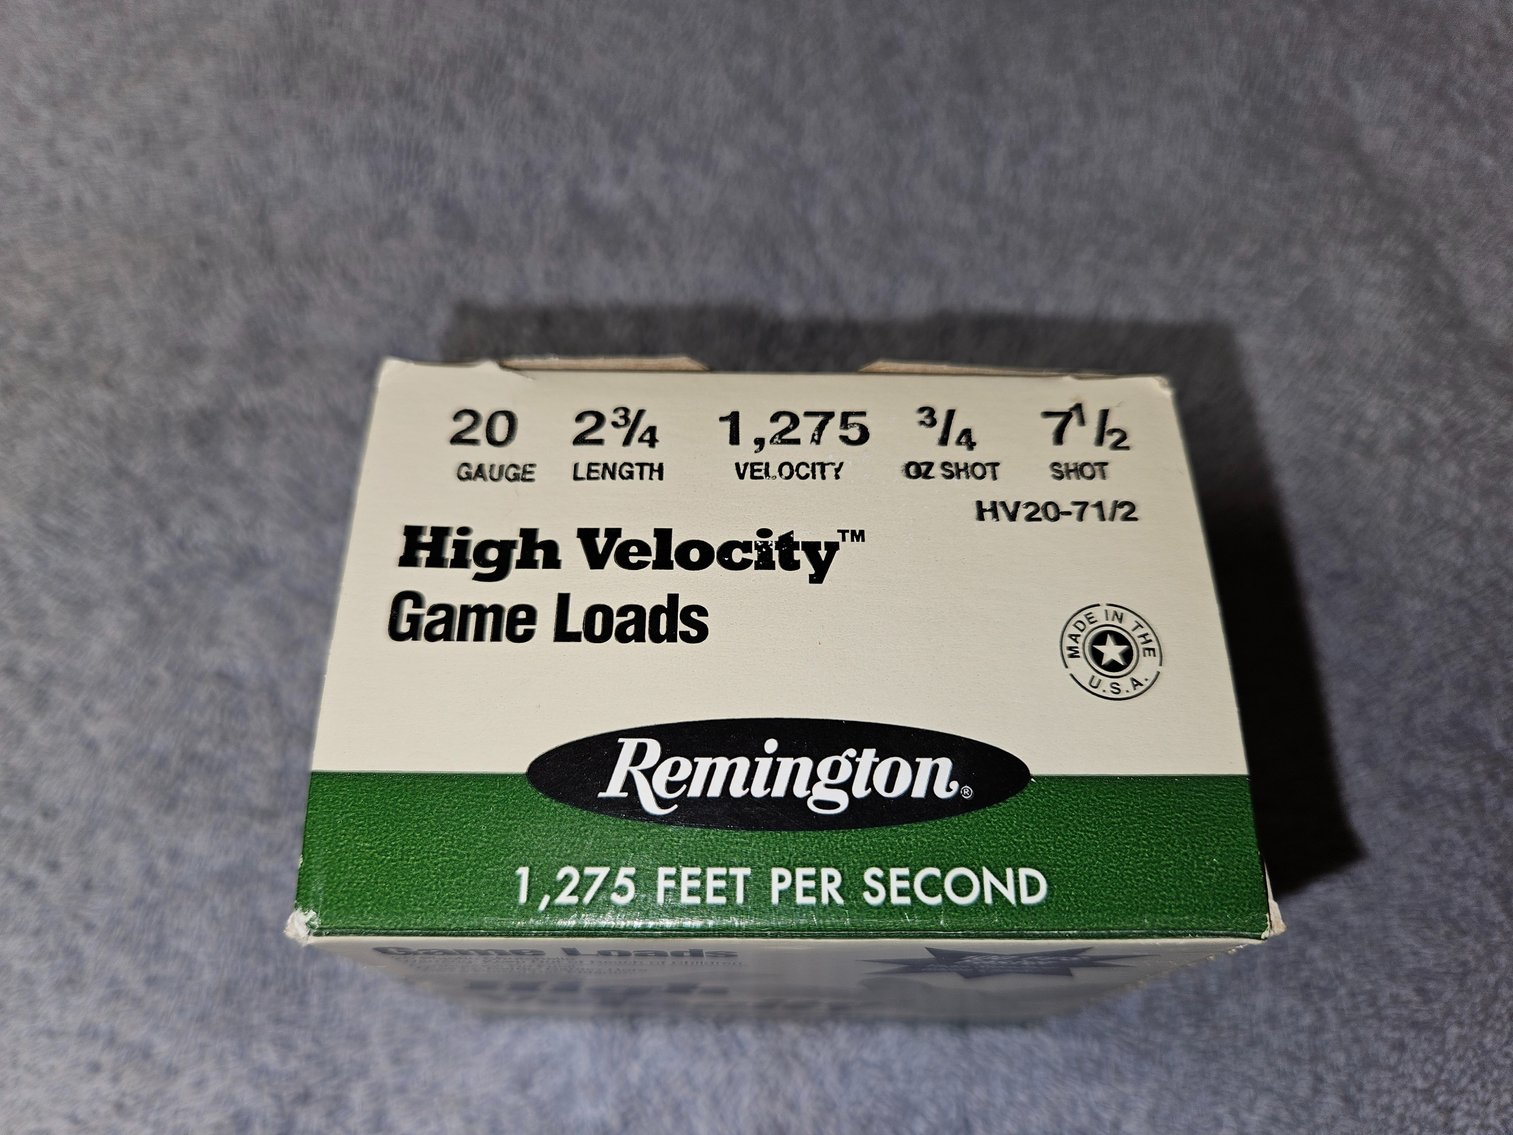 20 2¾ 1,275 ¾ 7½
GAUGE LENGTH VELOCITY OZ SHOT SHOT
HV20-71/2
High Velocity™
Game Loads
MADE IN THE
U.S.A.
Remington®
1,275 FEET PER SECOND
Game Loads